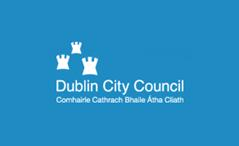 Dublin City Council
Comhairle Cathrach Bhaile Átha Cliath